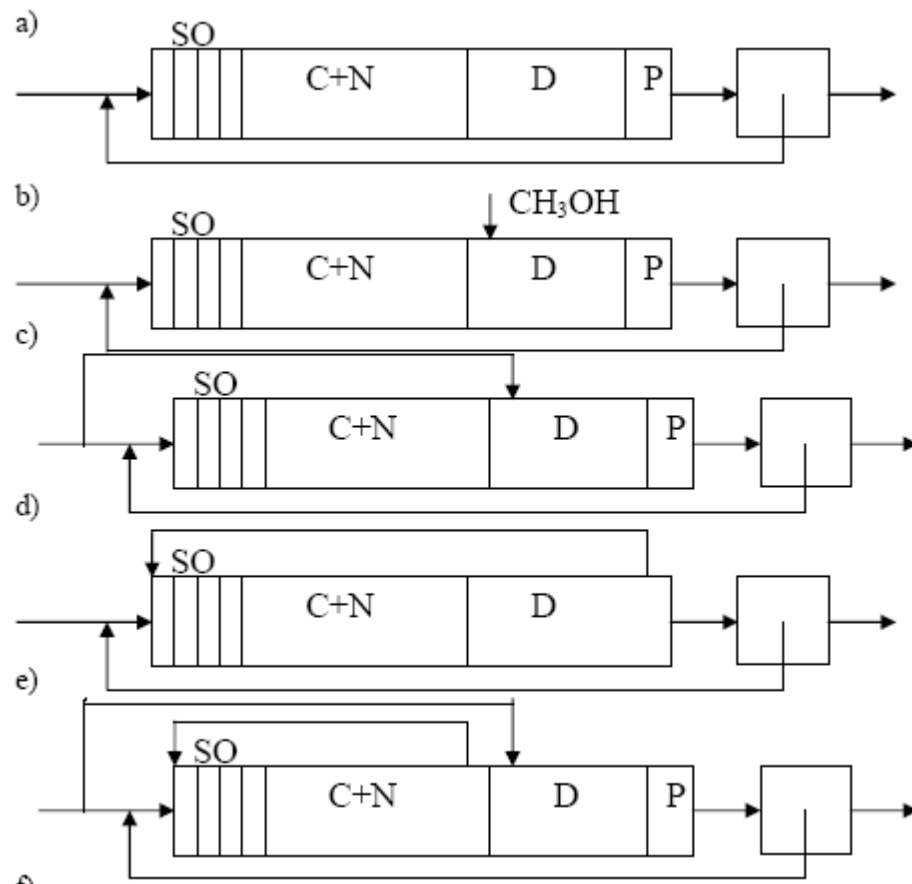 a)
SO
C+N D P
b)
CH₃OH
SO
C+N D P
c)
SO
C+N D P
d)
SO
C+N D
e)
SO
C+N D P
f)